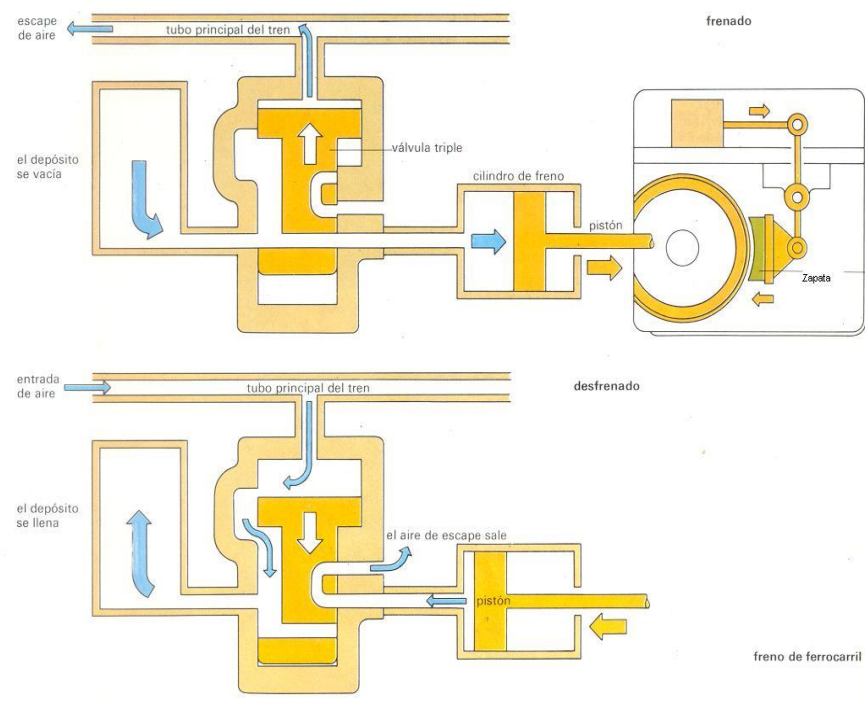 escape
de aire
tubo principal del tren
frenado
el depósito
se vacía
válvula triple
cilindro de freno
pistón
Zapata
entrada
de aire
tubo principal del tren
desfrenado
el depósito
se llena
el aire de escape sale
pistón
freno de ferrocarril